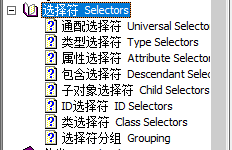 选择符 Selectors
通配选择符 Universal Selector
类型选择符 Type Selectors
属性选择符 Attribute Selector
包含选择符 Descendant Selec
子对象选择符 Child Selectors
ID选择符 ID Selectors
类选择符 Class Selectors
选择符分组 Grouping